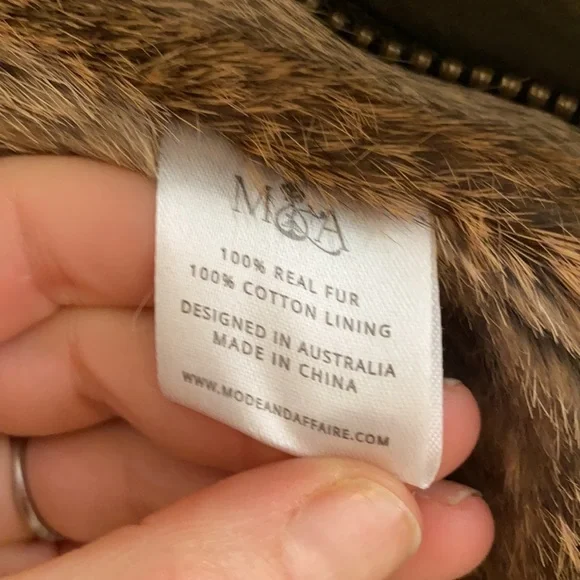 M&A
100% REAL FUR
100% COTTON LINING
DESIGNED IN AUSTRALIA
MADE IN CHINA
WWW.MODEANDAFFAIRE.COM